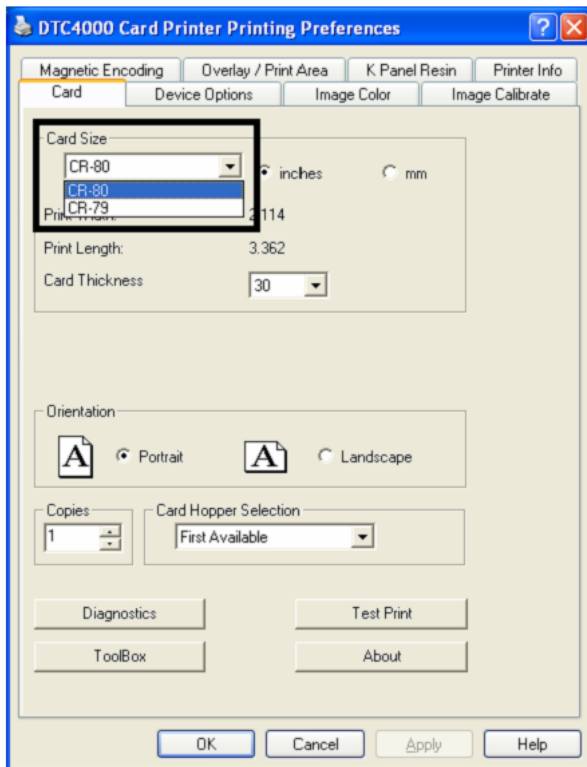 DTC4000 Card Printer Printing Preferences
Magnetic Encoding Overlay / Print Area K Panel Resin Printer Info
Card Device Options Image Color Image Calibrate
Card Size
CR-80 inches mm
CR-80
CR-79
2.114
Print Length: 3.362
Card Thickness 30
Orientation
A Portrait A Landscape
Copies Card Hopper Selection
1 First Available
Diagnostics Test Print
ToolBox About
OK Cancel Apply Help